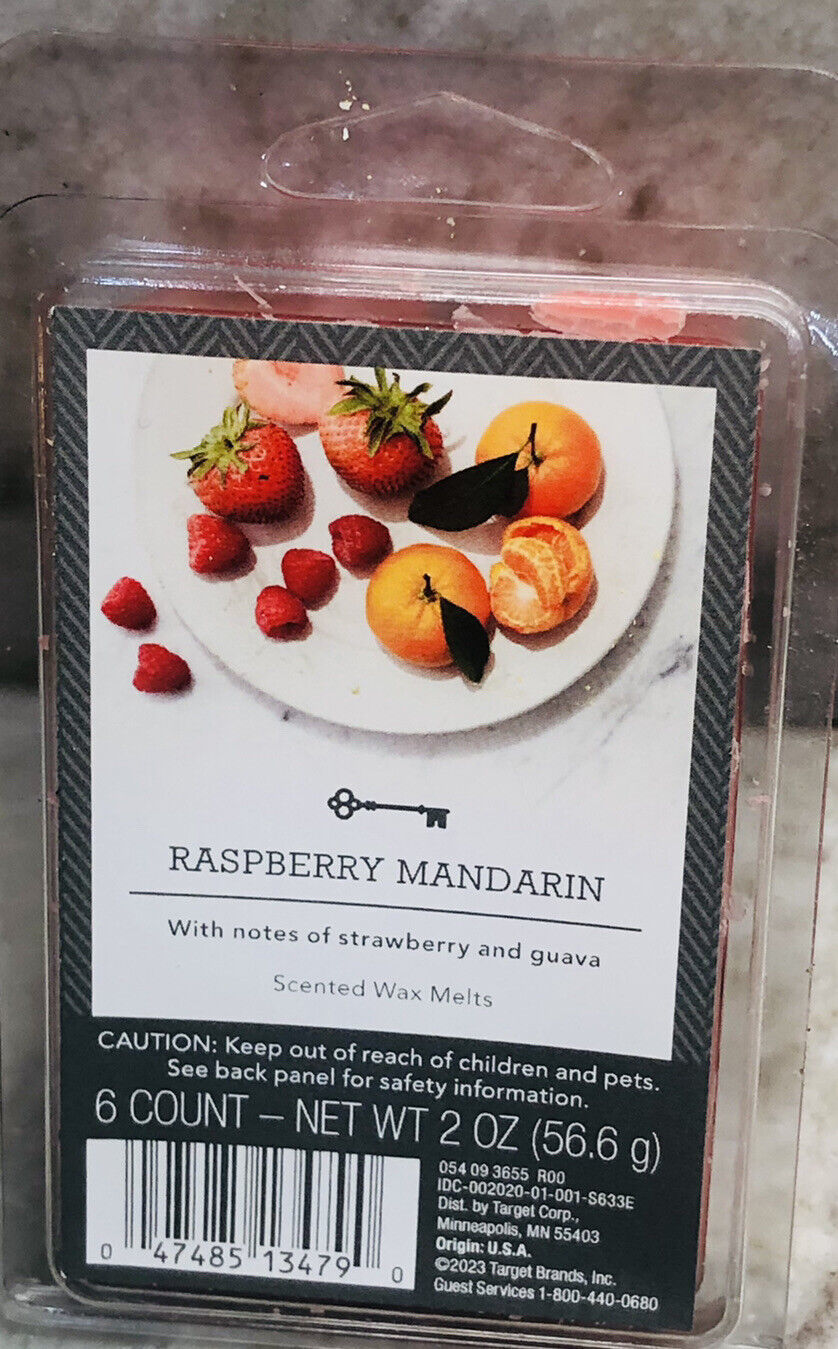 RASPBERRY MANDARIN
With notes of strawberry and guava
Scented Wax Melts
CAUTION: Keep out of reach of children and pets.
See back panel for safety information.
6 COUNT – NET WT 2 OZ (56.6 g)
054 09 3655 R00
IDC-002020-01-001-S633E
Dist. by Target Corp.,
Minneapolis, MN 55403
Origin: U.S.A.
©2023 Target Brands, Inc.
Guest Services 1-800-440-0680
0 47485 13479 0